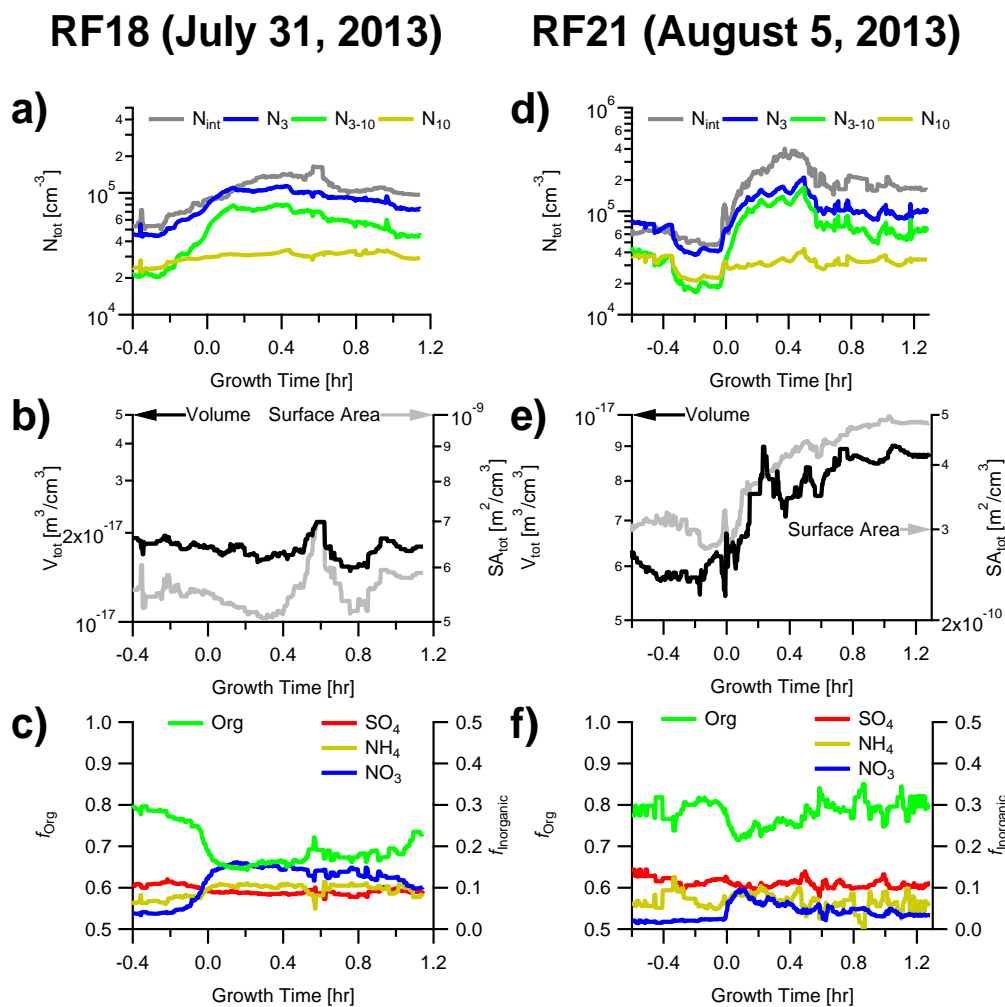 RF18 (July 31, 2013) RF21 (August 5, 2013)
a)
N_int N_3 N_3-10 N_10
N_tot [cm^-3]
4
2
10^5
8
6
4
2
10^4
-0.4 0.0 0.4 0.8 1.2
Growth Time [hr]
d)
N_int N_3 N_3-10 N_10
N_tot [cm^-3]
10^6
8
6
4
2
10^5
8
6
4
2
10^4
-0.4 0.0 0.4 0.8 1.2
Growth Time [hr]
b)
Volume Surface Area
V_tot [m^3/cm^3]
5
4
3
2x10^-17
10^-17
SA_tot [m^2/cm^3]
10^-9
9
8
7
6
5
-0.4 0.0 0.4 0.8 1.2
Growth Time [hr]
e)
Volume
Surface Area
V_tot [m^3/cm^3]
10^-17
9
8
7
6
5
SA_tot [m^2/cm^3]
5
4
3
2x10^-10
-0.4 0.0 0.4 0.8 1.2
Growth Time [hr]
c)
Org SO_4
NH_4
NO_3
f_Org
1.0
0.9
0.8
0.7
0.6
0.5
f_Inorganic
0.5
0.4
0.3
0.2
0.1
0.0
-0.4 0.0 0.4 0.8 1.2
Growth Time [hr]
f)
Org SO_4
NH_4
NO_3
f_Org
1.0
0.9
0.8
0.7
0.6
0.5
f_Inorganic
0.5
0.4
0.3
0.2
0.1
0.0
-0.4 0.0 0.4 0.8 1.2
Growth Time [hr]